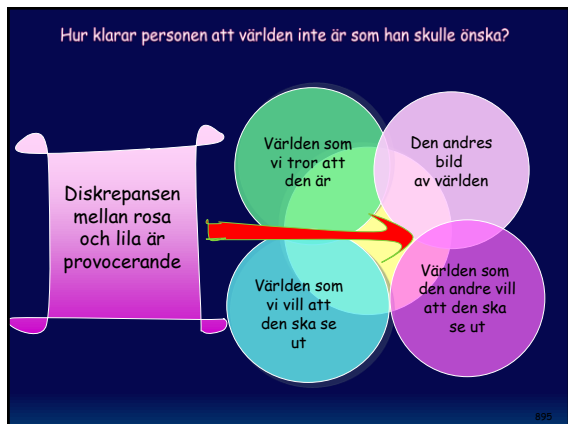 Hur klarar personen att världen inte är som han skulle önska?
Diskrepansen
mellan rosa
och lila är
provocerande
Världen som
vi tror att
den är
Den andres
bild
av världen
Världen som
vi vill att
den ska se
ut
Världen som
den andre vill
att den ska
se ut
895